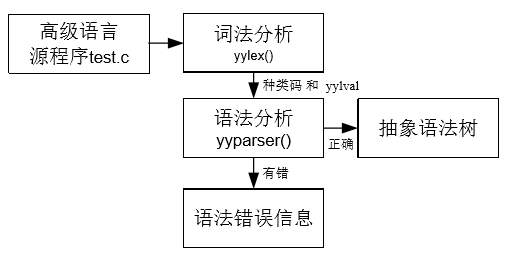 高级语言
源程序test.c
词法分析
yylex()
种类码 和 yylval
语法分析
yyparser()
正确
抽象语法树
有错
语法错误信息